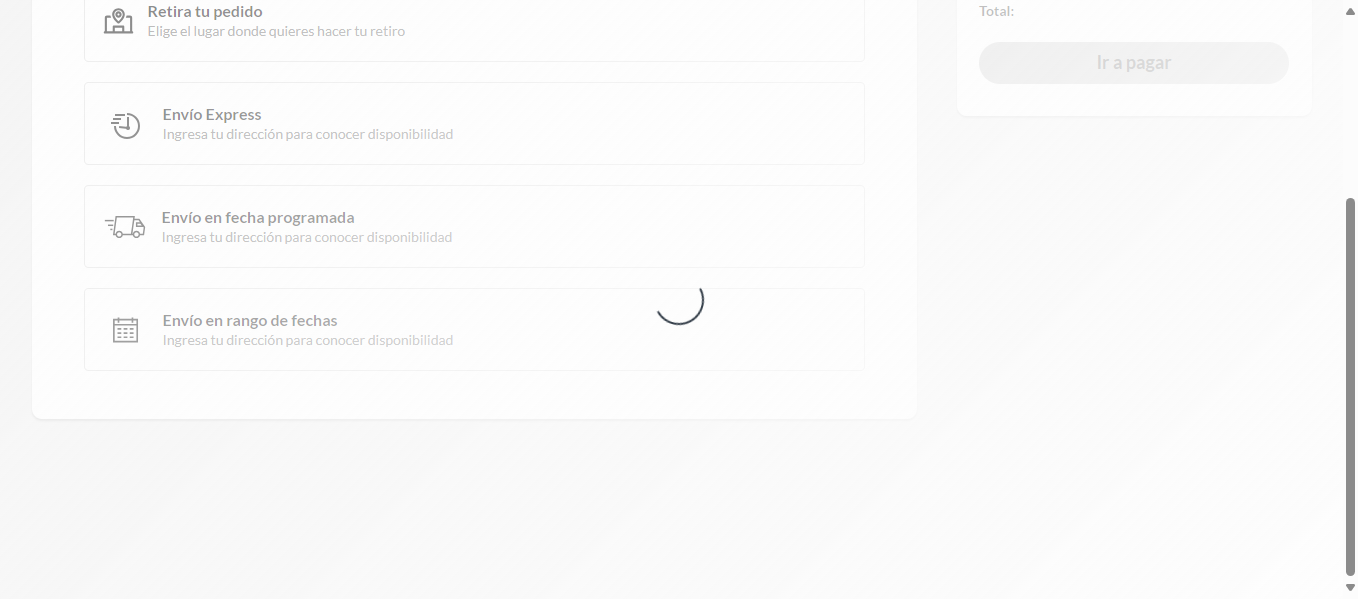 Retira tu pedido
Elige el lugar donde quieres hacer tu retiro
Envío Express
Ingresa tu dirección para conocer disponibilidad
Envío en fecha programada
Ingresa tu dirección para conocer disponibilidad
Envío en rango de fechas
Ingresa tu dirección para conocer disponibilidad
Total:
Ir a pagar